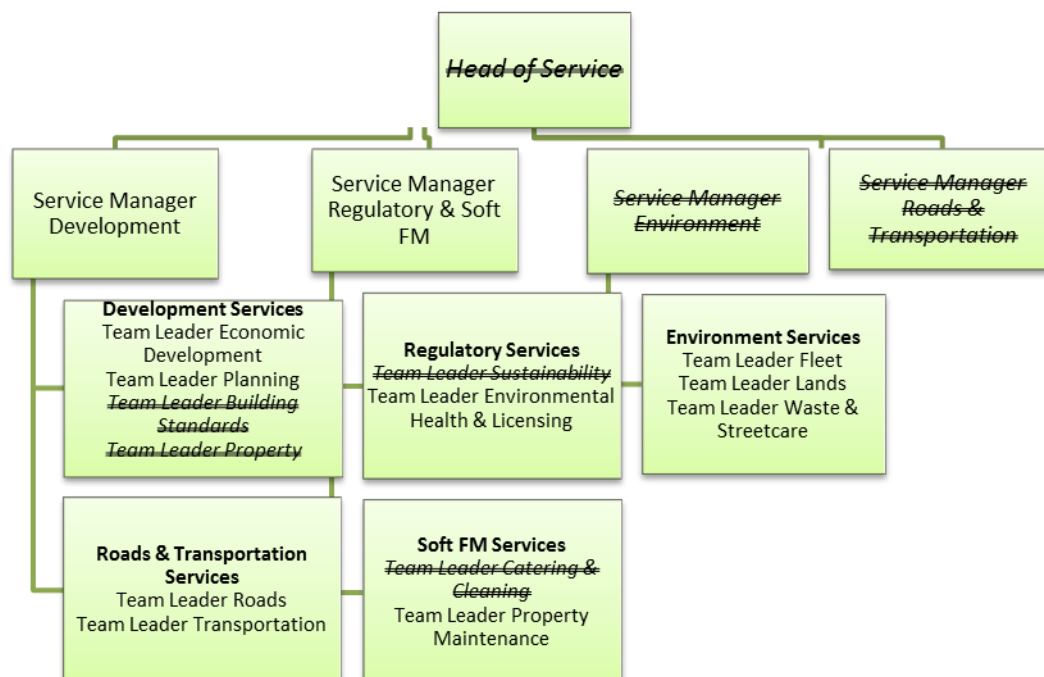 Head of Service
Service Manager
Development
Service Manager
Regulatory & Soft
FM
Service Manager
Environment
Service Manager
Roads &
Transportation
Development Services
Team Leader Economic
Development
Team Leader Planning
Team Leader Building
Standards
Team Leader Property
Regulatory Services
Team Leader Sustainability
Team Leader Environmental
Health & Licensing
Environment Services
Team Leader Fleet
Team Leader Lands
Team Leader Waste &
Streetcare
Roads & Transportation
Services
Team Leader Roads
Team Leader Transportation
Soft FM Services
Team Leader Catering &
Cleaning
Team Leader Property
Maintenance